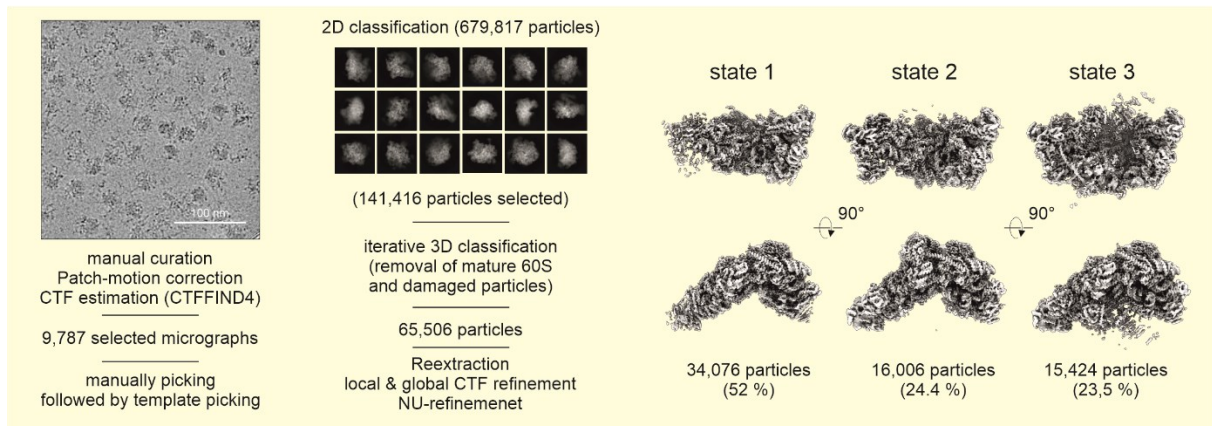 100 nm
manual curation
Patch-motion correction
CTF estimation (CTFFIND4)
9,787 selected micrographs
manually picking
followed by template picking
2D classification (679,817 particles)
(141,416 particles selected)
iterative 3D classification
(removal of mature 60S
and damaged particles)
65,506 particles
Reextraction
local & global CTF refinement
NU-refinemenet
state 1
state 2
state 3
90°
90°
34,076 particles
(52 %)
16,006 particles
(24.4 %)
15,424 particles
(23,5 %)